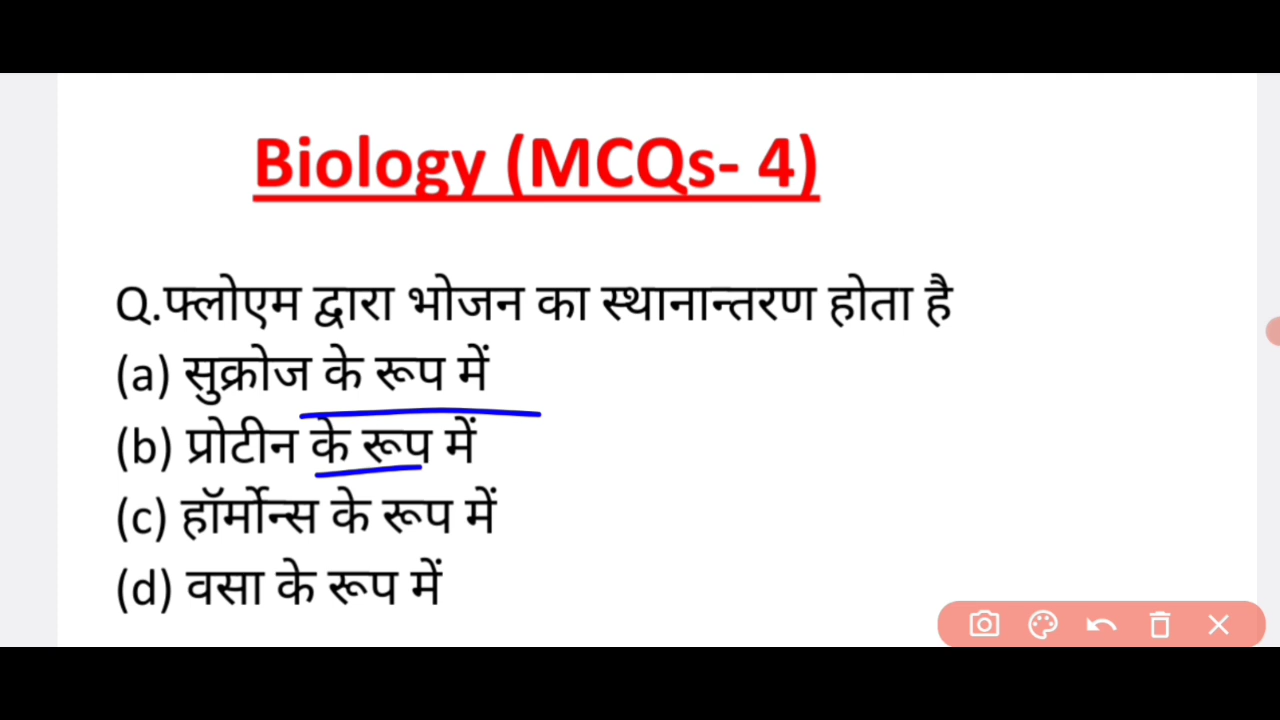 Biology (MCQs- 4)
Q.फ्लोएम द्वारा भोजन का स्थानान्तरण होता है
(a) सुक्रोज के रूप में
(b) प्रोटीन के रूप में
(c) हॉर्मोन्स के रूप में
(d) वसा के रूप में